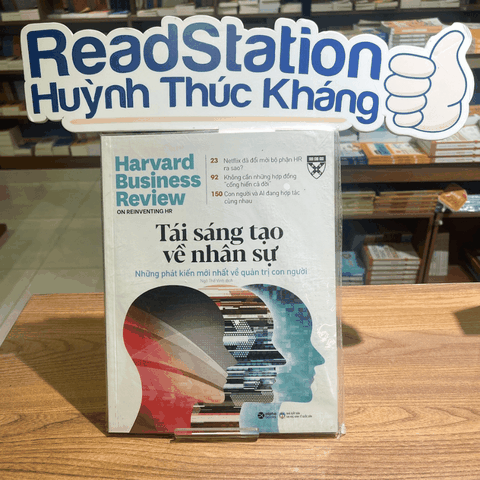 ReadStation
Huỳnh Thúc Kháng
Harvard
Business
Review
ON REINVENTING HR
23 Netflix đã đổi mới bộ phận HR
ra sao?
92 Không cần những hợp đồng
"cống hiến cả đời"
150 Con người và AI đang hợp tác
cùng nhau
Tái sáng tạo
về nhân sự
Những phát kiến mới nhất về quản trị con người